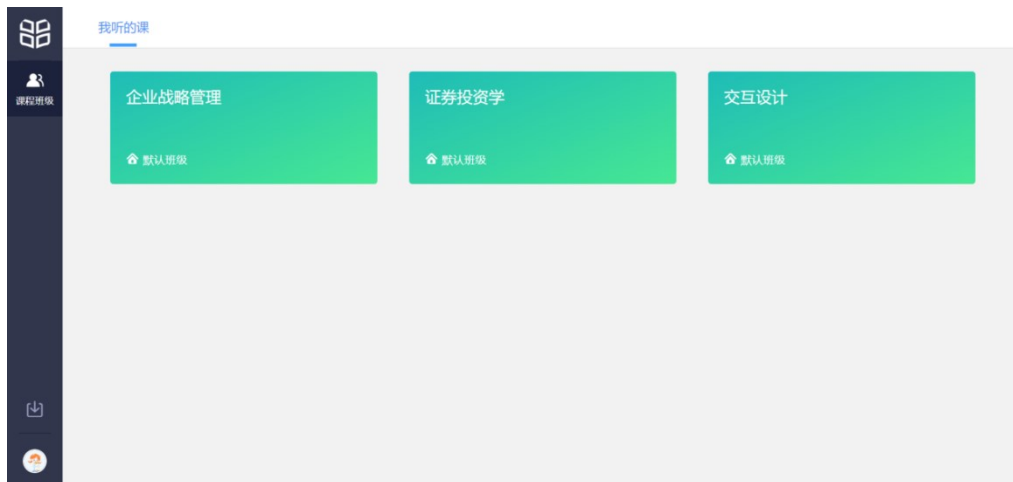 我听的课
课程班级
企业战略管理
默认班级
证券投资学
默认班级
交互设计
默认班级